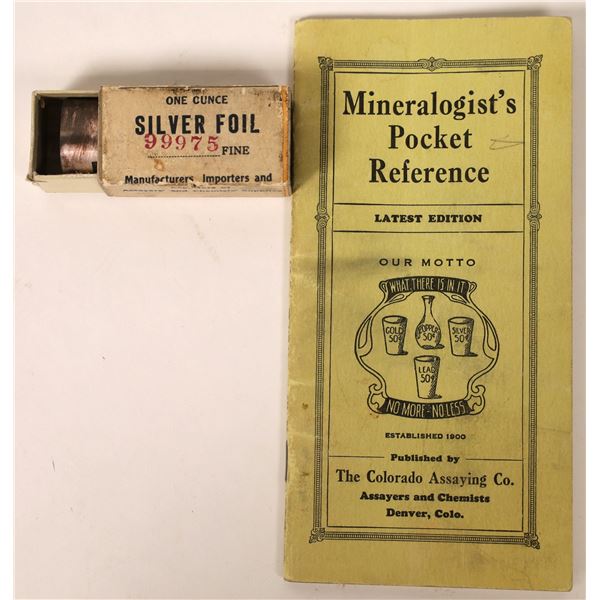 ONE OUNCE
SILVER FOIL
99975 FINE
Manufacturers, Importers and
Mineralogist's
Pocket
Reference
LATEST EDITION
OUR MOTTO
WHAT THERE IS IN IT
GOLD
50¢
COPPER
50¢
SILVER
50¢
LEAD
50¢
NO MORE - NO LESS
ESTABLISHED 1900
Published by
The Colorado Assaying Co.
Assayers and Chemists
Denver, Colo.